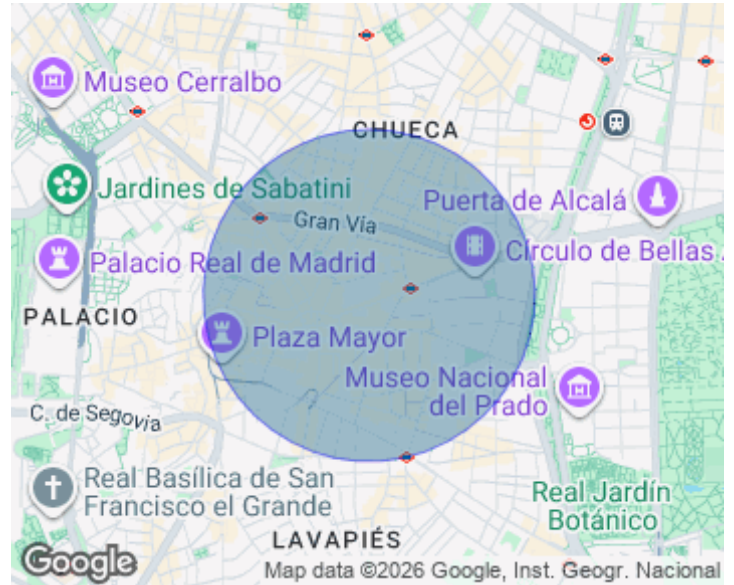 Museo Cerralbo
CHUECA
Jardines de Sabatini
Puerta de Alcalá
Gran Vía
Círculo de Bellas .
Palacio Real de Madrid
PALACIO
Plaza Mayor
Museo Nacional
del Prado
C. de Segovia
Real Basílica de San
Francisco el Grande
Real Jardín
Botánico
LAVAPIÉS
Google
Map data ©2026 Google, Inst. Geogr. Nacional